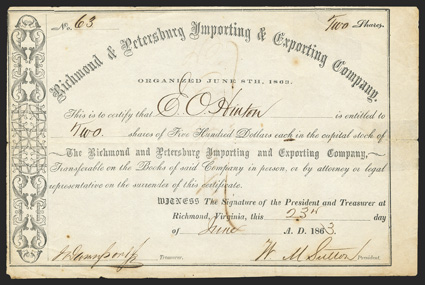 No. 63
Two Shares.
Richmond & Petersburg Importing & Exporting Company
ORGANIZED JUNE 8TH, 1863.
This is to certify that E. O. Hinton is entitled to
Two shares of Five Hundred Dollars each in the capital stock of
The Richmond and Petersburg Importing and Exporting Company,
Transferable on the Books of said Company in person, or by attorney or legal
representative on the surrender of this certificate.
WITNESS The Signature of the President and Treasurer at
Richmond, Virginia, this 23rd day
of June A. D. 1863.
Treasurer. W. M Sutton President